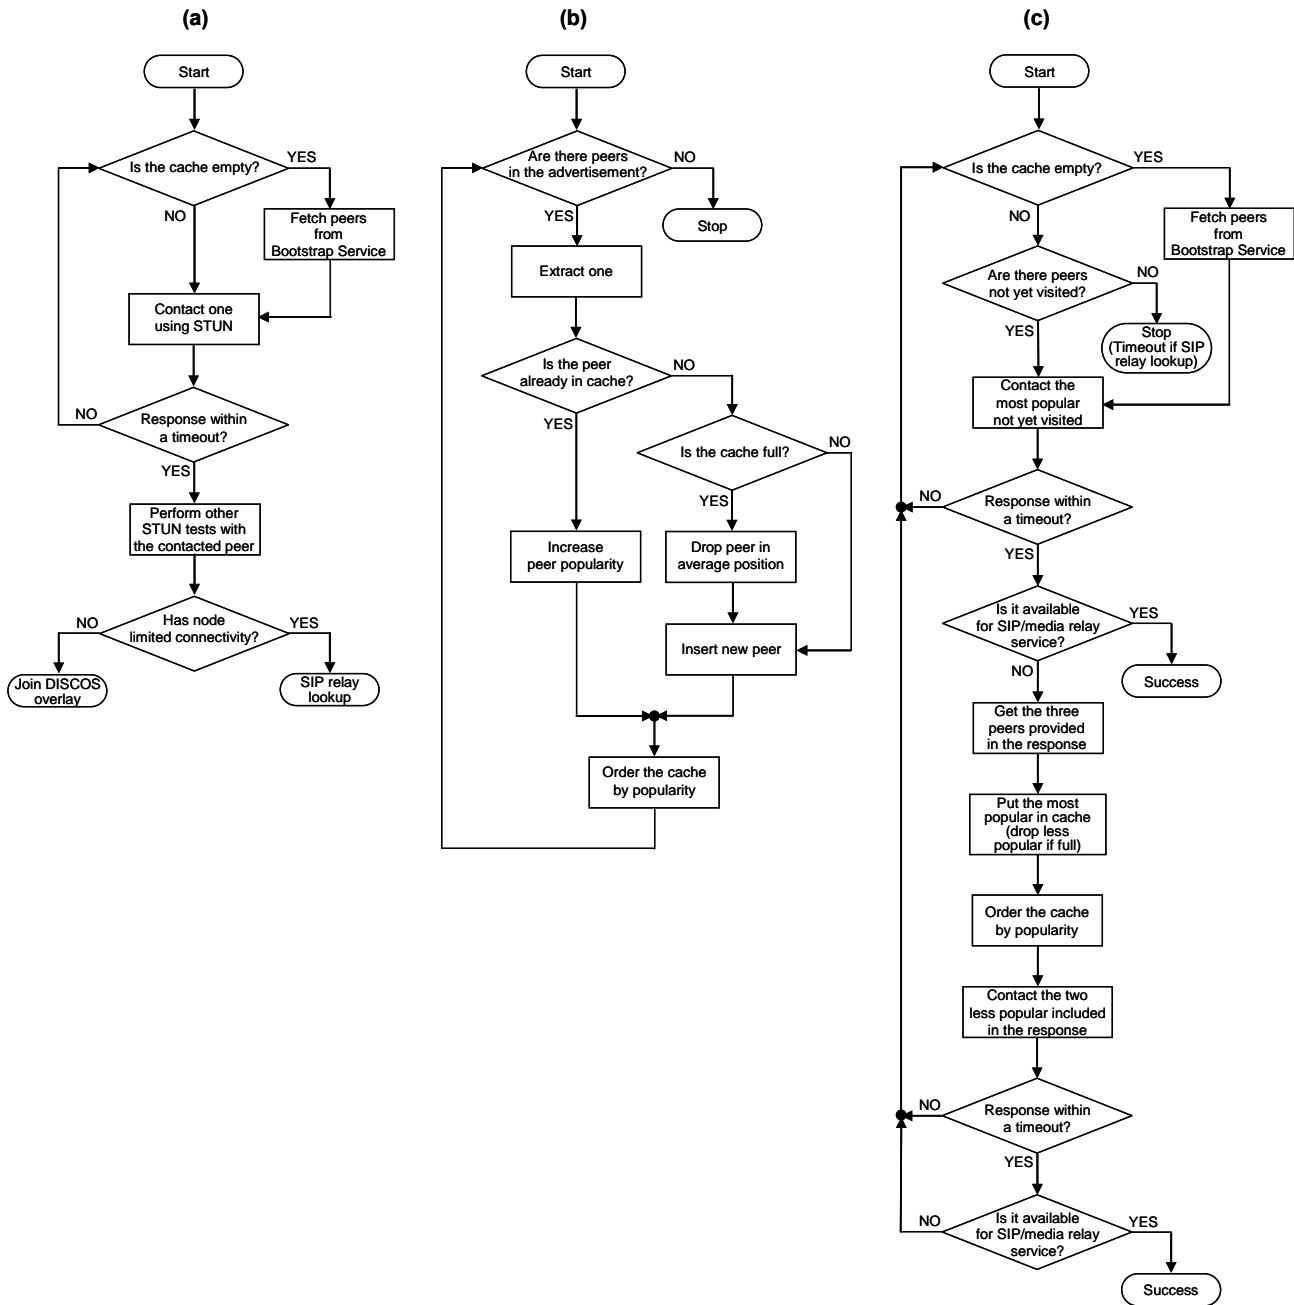 (a)
Start
Is the cache empty?
YES
NO
Fetch peers
from
Bootstrap Service
Contact one
using STUN
NO
Response within
a timeout?
YES
Perform other
STUN tests with
the contacted peer
NO
Has node
limited connectivity?
YES
Join DISCOS
overlay
SIP relay
lookup
(b)
Start
Are there peers
in the advertisement?
NO
YES
Stop
Extract one
Is the peer
already in cache?
NO
YES
Is the cache full?
NO
YES
Increase
peer popularity
Drop peer in
average position
Insert new peer
Order the cache
by popularity
(c)
Start
Is the cache empty?
YES
NO
Fetch peers
from
Bootstrap Service
Are there peers
not yet visited?
NO
YES
Stop
(Timeout if SIP
relay lookup)
Contact the
most popular
not yet visited
NO
Response within
a timeout?
YES
Is it available
for SIP/media relay
service?
YES
NO
Success
Get the three
peers provided
in the response
Put the most
popular in cache
(drop less
popular if full)
Order the cache
by popularity
Contact the two
less popular included
in the response
NO
Response within
a timeout?
YES
NO
Is it available
for SIP/media relay
service?
YES
Success